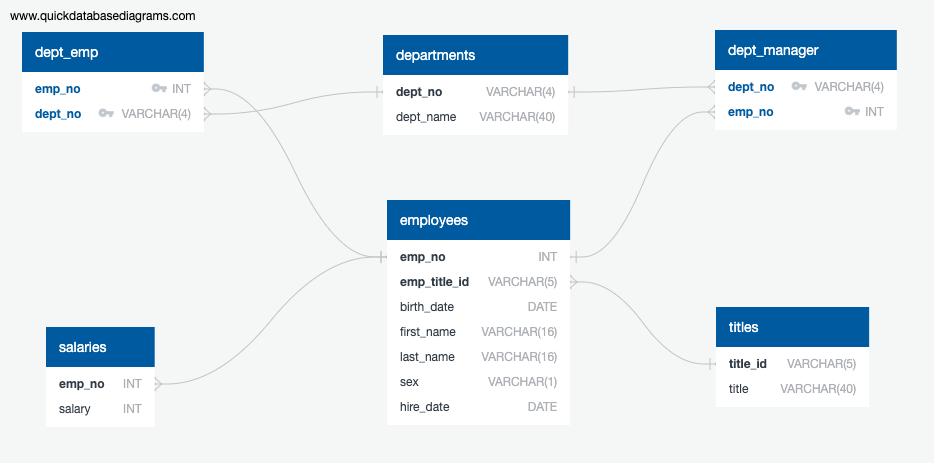 www.quickdatabasediagrams.com
dept_emp
emp_no INT
dept_no VARCHAR(4)
departments
dept_no VARCHAR(4)
dept_name VARCHAR(40)
dept_manager
dept_no VARCHAR(4)
emp_no INT
employees
emp_no INT
emp_title_id VARCHAR(5)
birth_date DATE
first_name VARCHAR(16)
last_name VARCHAR(16)
sex VARCHAR(1)
hire_date DATE
salaries
emp_no INT
salary INT
titles
title_id VARCHAR(5)
title VARCHAR(40)